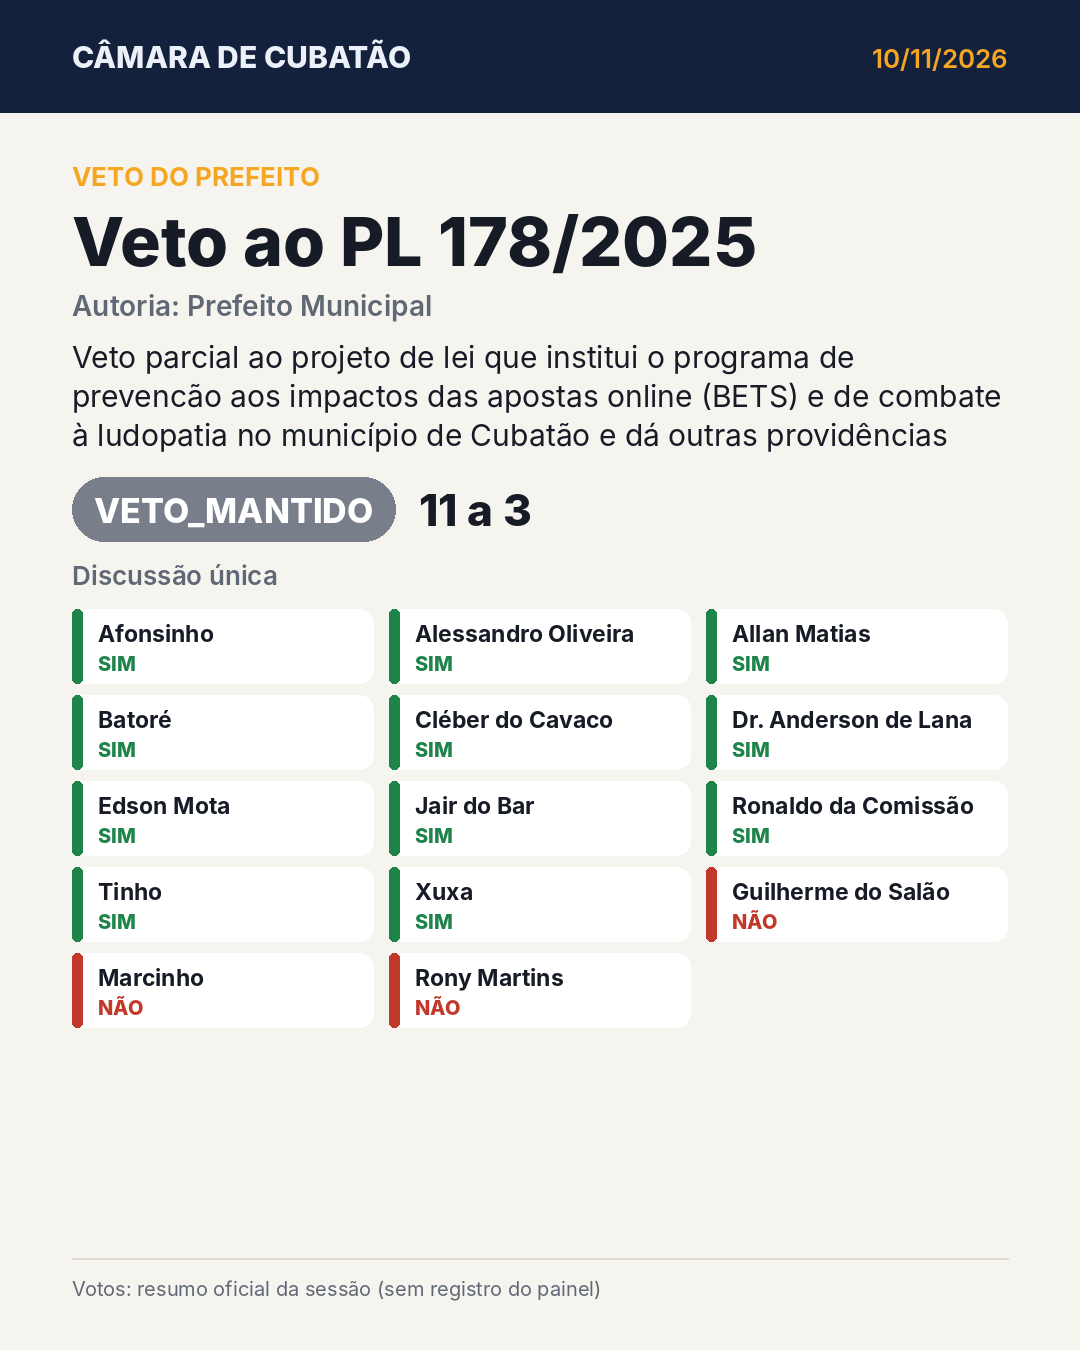 CÂMARA DE CUBATÃO
10/11/2026
VETO DO PREFEITO
Veto ao PL 178/2025
Autoria: Prefeito Municipal
Veto parcial ao projeto de lei que institui o programa de
prevencão aos impactos das apostas online (BETS) e de combate
à ludopatia no município de Cubatão e dá outras providências
VETO_MANTIDO 11 a 3
Discussão única
Afonsinho
SIM
Alessandro Oliveira
SIM
Allan Matias
SIM
Batoré
SIM
Cléber do Cavaco
SIM
Dr. Anderson de Lana
SIM
Edson Mota
SIM
Jair do Bar
SIM
Ronaldo da Comissão
SIM
Tinho
SIM
Xuxa
SIM
Guilherme do Salão
NÃO
Marcinho
NÃO
Rony Martins
NÃO
Votos: resumo oficial da sessão (sem registro do painel)